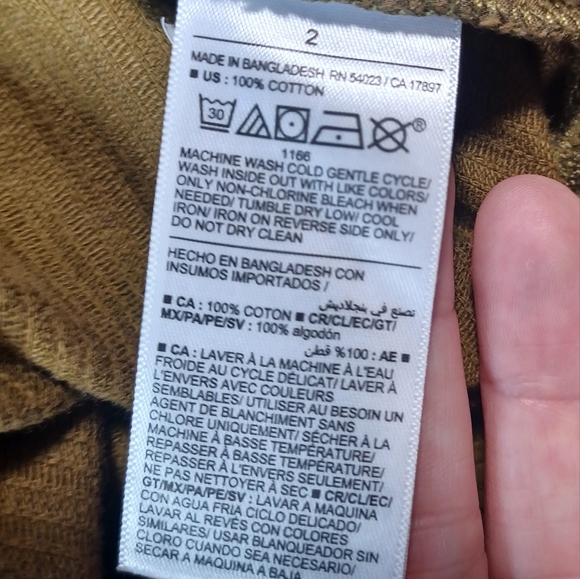 2
MADE IN BANGLADESH RN 54023 / CA 17897
■ US : 100% COTTON
30
®
1166
MACHINE WASH COLD GENTLE CYCLE/
WASH INSIDE OUT WITH LIKE COLORS/
ONLY NON-CHLORINE BLEACH WHEN
NEEDED/ TUMBLE DRY LOW/ COOL
IRON/ IRON ON REVERSE SIDE ONLY/
DO NOT DRY CLEAN
HECHO EN BANGLADESH CON
INSUMOS IMPORTADOS /
تصنع في بنجلاديش
■ CA : 100% COTON ■ CR/CL/EC/GT/
MX/PA/PE/SV : 100% algodón
■ AE : 100% قطن
■ CA : LAVER À LA MACHINE À L'EAU
FROIDE AU CYCLE DÉLICAT/ LAVER À
L'ENVERS AVEC COULEURS
SEMBLABLES/ UTILISER AU BESOIN UN
AGENT DE BLANCHIMENT SANS
CHLORE UNIQUEMENT/ SÉCHER À LA
MACHINE À BASSE TEMPÉRATURE/
REPASSER À BASSE TEMPÉRATURE/
REPASSER À L'ENVERS SEULEMENT/
NE PAS NETTOYER À SEC ■ CR/CL/EC/
GT/MX/PA/PE/SV : LAVAR A MAQUINA
CON AGUA FRIA CICLO DELICADO/
LAVAR AL REVÉS CON COLORES
SIMILARES/ USAR BLANQUEADOR SIN
CLORO CUANDO SEA NECESARIO/
SECAR A MAQUINA A BAJA